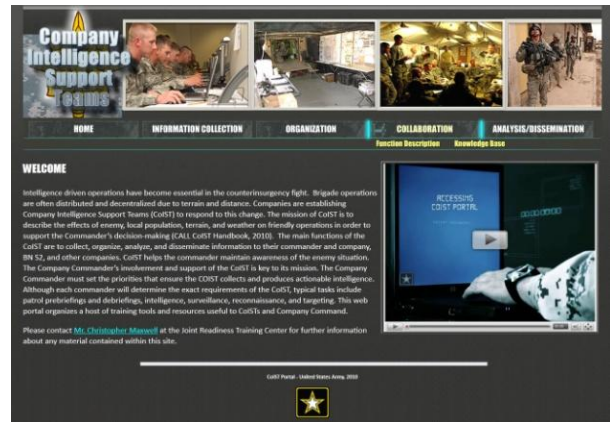 Company
Intelligence
Support
Teams
HOME
INFORMATION COLLECTION
ORGANIZATION
COLLABORATION
ANALYSIS/DISSEMINATION
Function Description
Knowledge Base
WELCOME
Intelligence driven operations have become essential in the counterinsurgency fight. Brigade operations
are often distributed and decentralized due to terrain and distance. Companies are establishing
Company Intelligence Support Teams (CoIST) to respond to this change. The mission of CoIST is to
describe the effects of enemy, local population, terrain, and weather on friendly operations in order to
support the Commander's decision-making (CALL CoIST Handbook, 2010). The main functions of the
CoIST are to collect, organize, analyze, and disseminate information to their commander and company,
BN S2, and other companies. CoIST helps the commander maintain awareness of the enemy situation.
The Company Commander's involvement and support of the CoIST is key to its mission. The Company
Commander must set the priorities that ensure the COIST collects and produces actionable intelligence.
Although each commander will determine the exact requirements of the CoIST, typical tasks include
patrol prebriefings and debriefings, intelligence, surveillance, reconnaissance, and targeting. This web
portal organizes a host of training tools and resources useful to CoISTs and Company Command.
Please contact Mr. Christopher Maxwell at the Joint Readiness Training Center for further information
about any material contained within this site.
ACCESSING
COIST PORTAL
CoIST Portal - United States Army, 2010